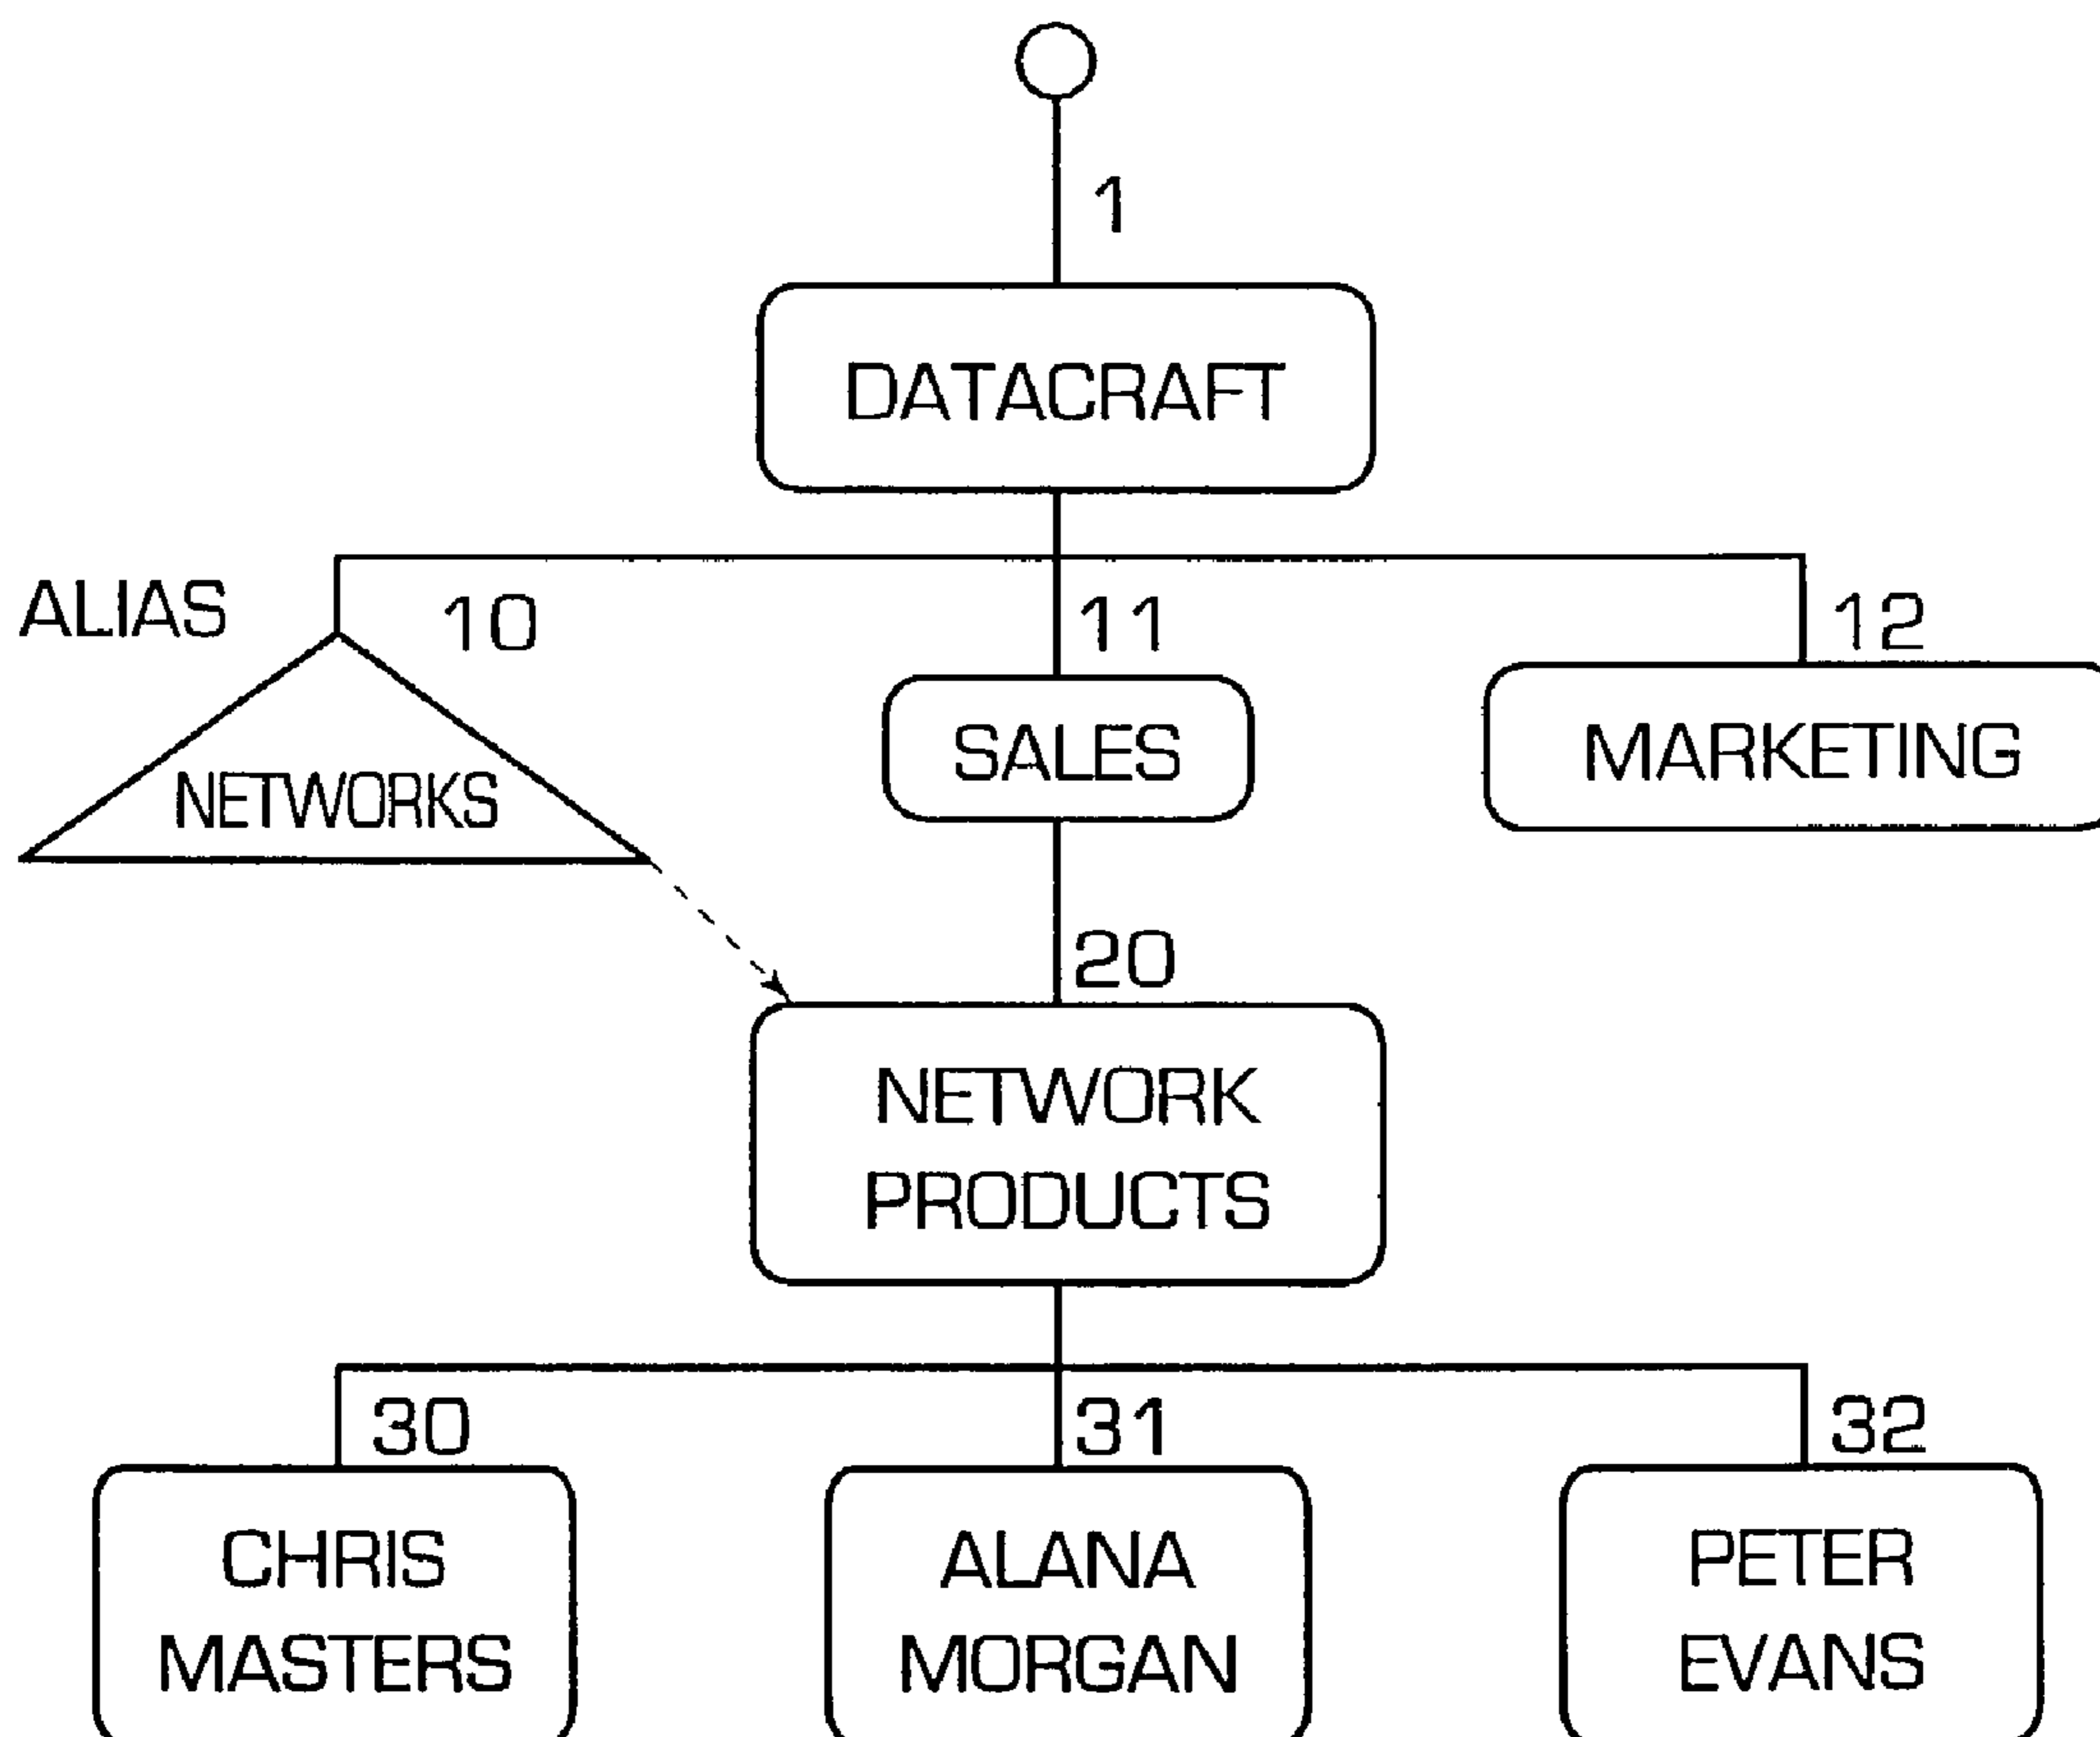 1
DATACRAFT
ALIAS
10
11
12
NETWORKS
SALES
MARKETING
20
NETWORK
PRODUCTS
30
31
32
CHRIS
MASTERS
ALANA
MORGAN
PETER
EVANS